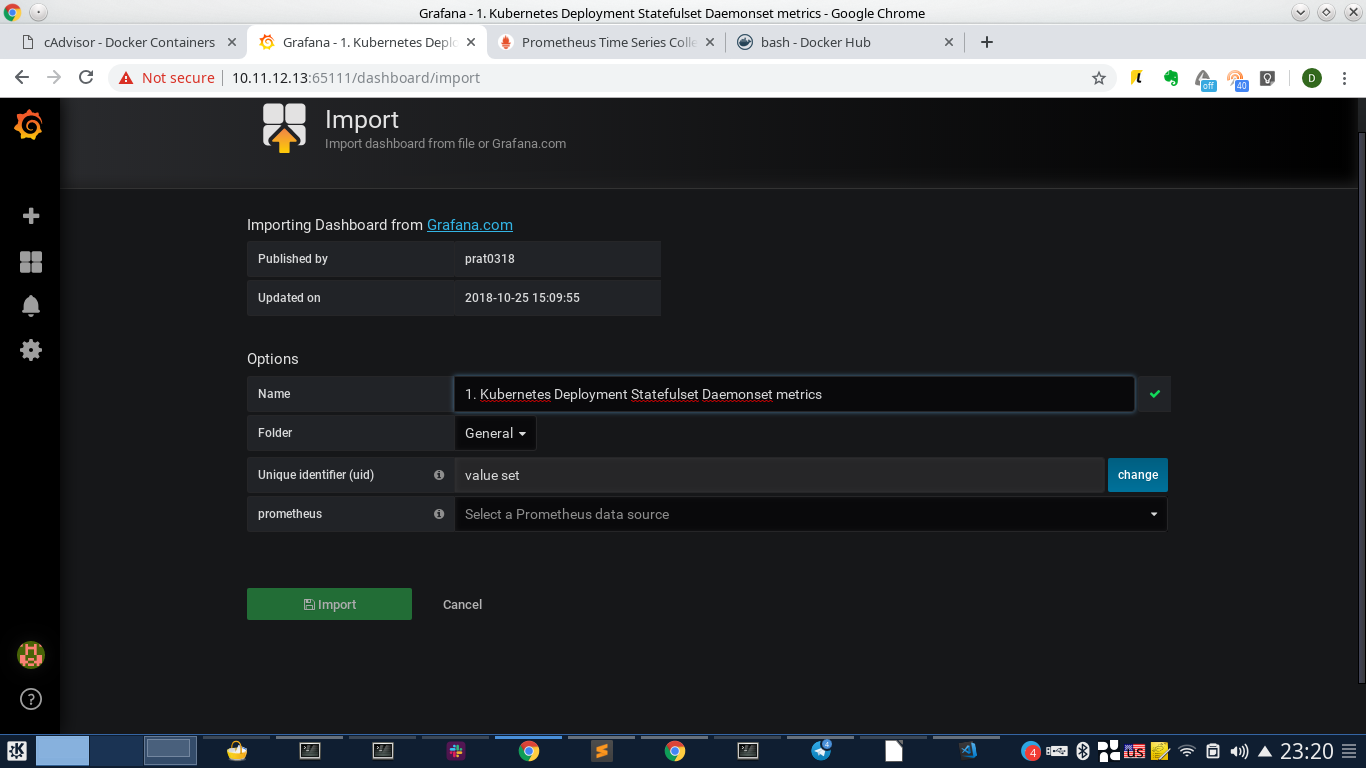 Grafana - 1. Kubernetes Deployment Statefulset Daemonset metrics - Google Chrome
cAdvisor - Docker Containers
Grafana - 1. Kubernetes Deplo
Prometheus Time Series Colle
bash - Docker Hub
Not secure
10.11.12.13:65111/dashboard/import
off
40
D
Import
Import dashboard from file or Grafana.com
Importing Dashboard from Grafana.com
Published by
prat0318
Updated on
2018-10-25 15:09:55
Options
Name
1. Kubernetes Deployment Statefulset Daemonset metrics
Folder
General
Unique identifier (uid)
value set
change
prometheus
Select a Prometheus data source
Import
Cancel
4
4
US
23:20